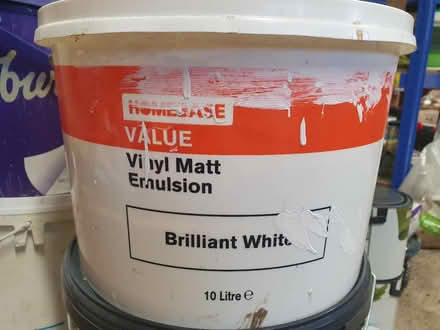 HOMEBASE
VALUE
Vinyl Matt
Emulsion
Brilliant White
10 Litre ℮